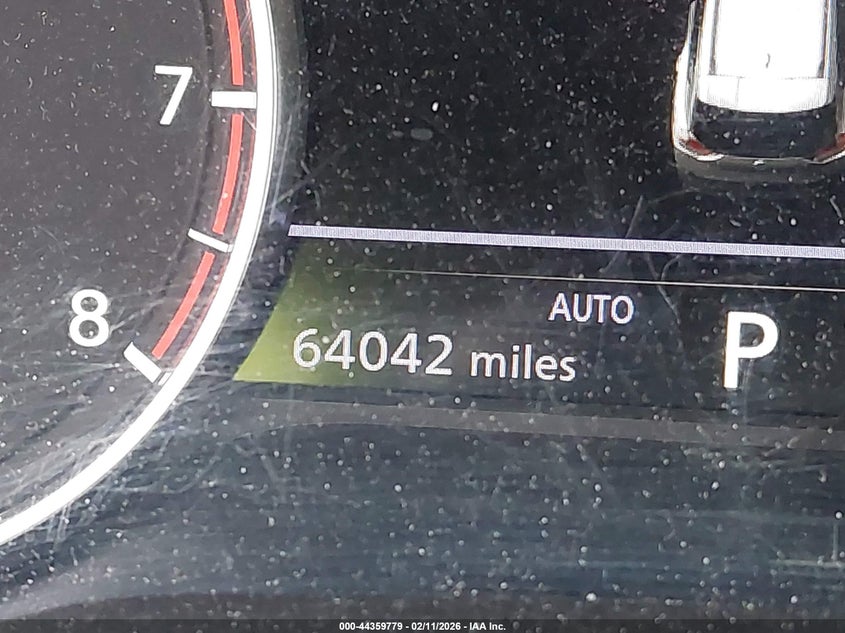 7
AUTO
8
64042 miles
P
000-44359779 - 02/11/2026 - IAA Inc.